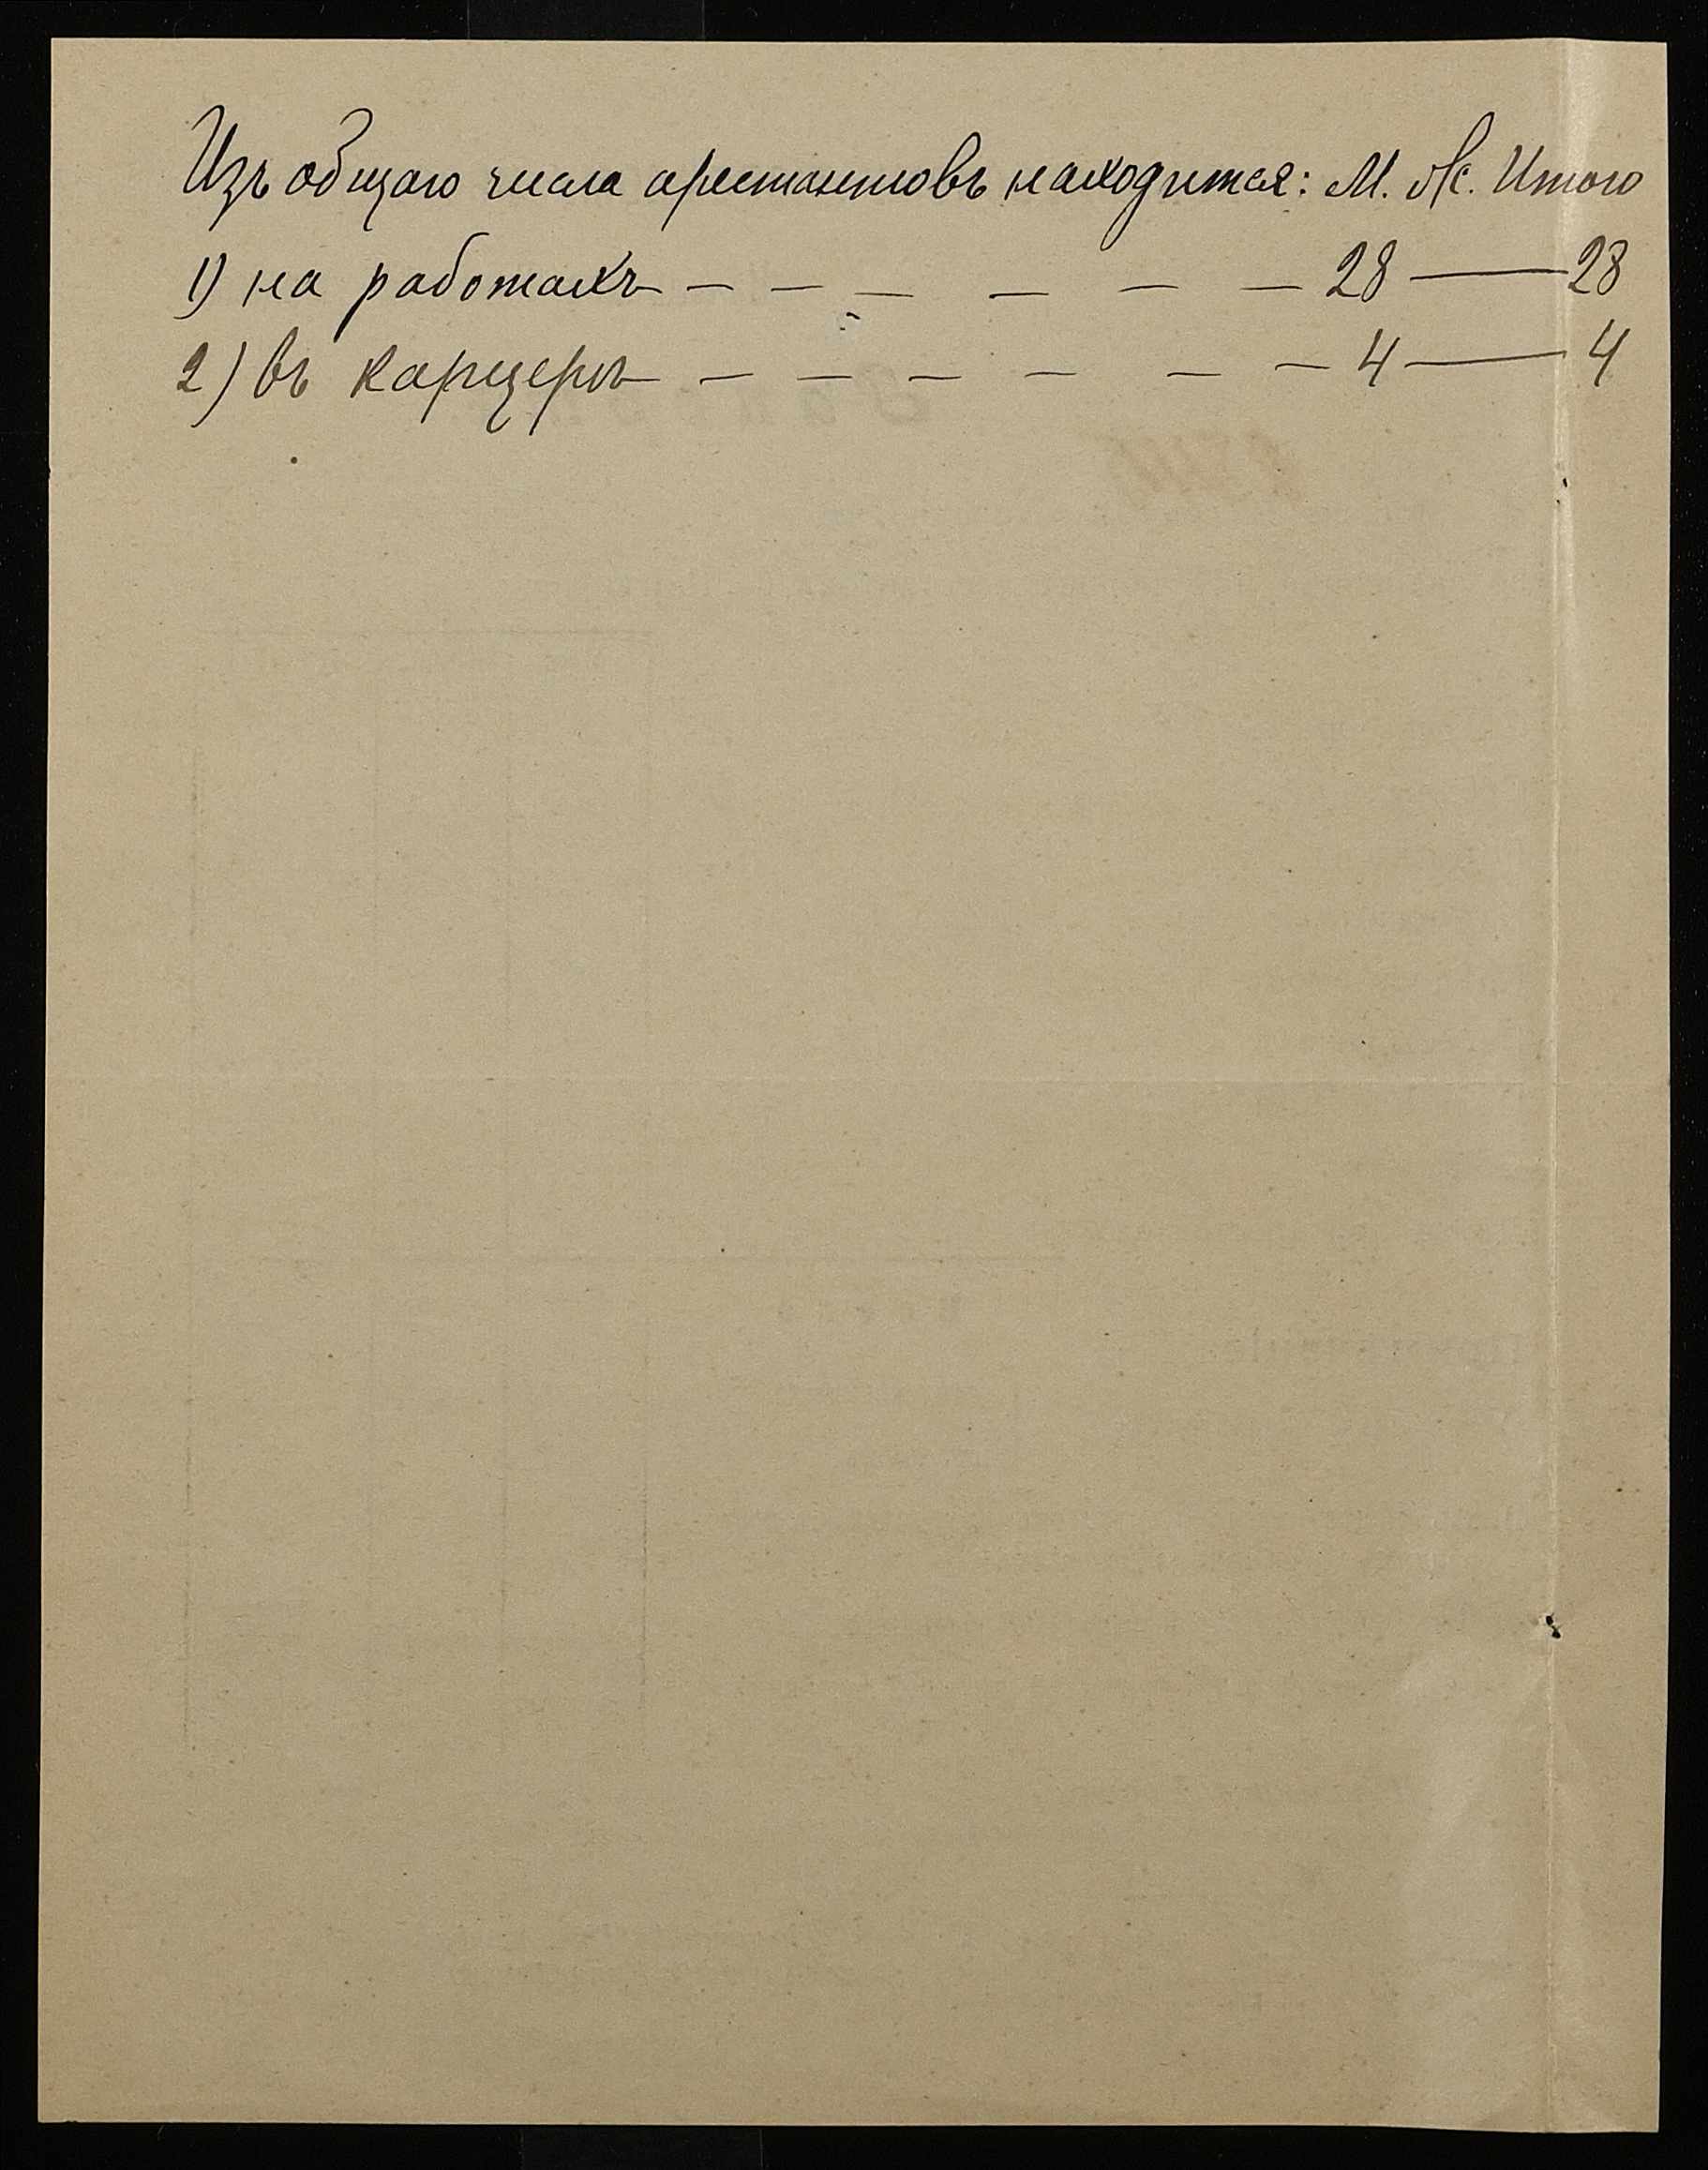 Изъ общаго числа арестантовъ находится: М. Ж. Итого
1) на работахъ — — — — — — — 28 — 28
2) въ карцерѣ — — — — — — — 4 — 4